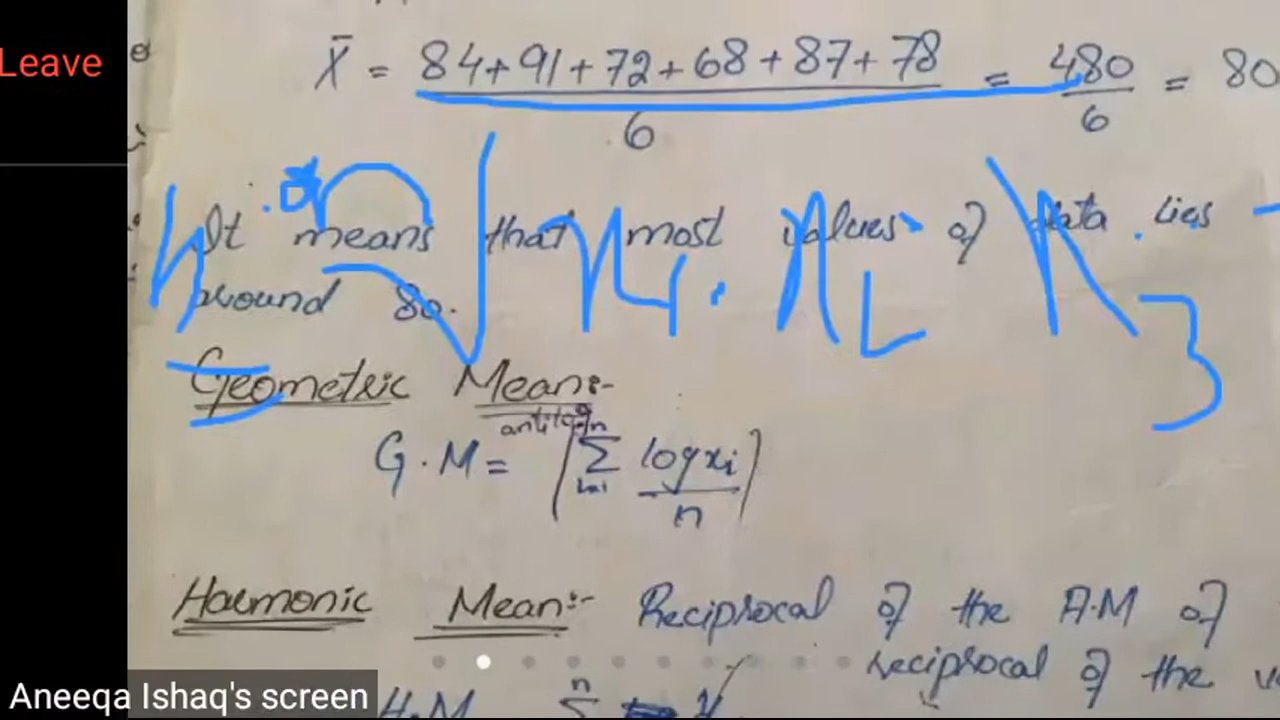 Leave
X̄ = 84+91+72+68+87+78 / 6 = 480 / 6 = 80
It means that most values of data lies
around 80.
Geometric Mean:-
G.M = antilog [ Σ i=1 n log xi / n ]
Harmonic Mean:- Reciprocal of the A.M of
reciprocal of the
H.M n Σ
Aneeqa Ishaq's screen